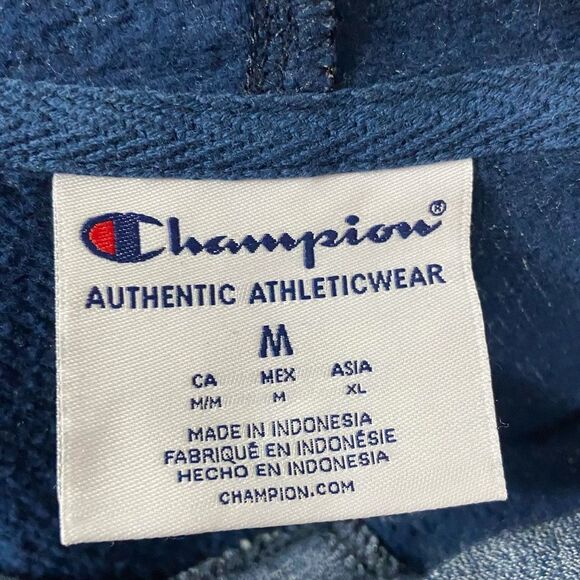 Champion®
AUTHENTIC ATHLETICWEAR
M
CA MEX ASIA
M/M M XL
MADE IN INDONESIA
FABRIQUÉ EN INDONÉSIE
HECHO EN INDONESIA
CHAMPION.COM